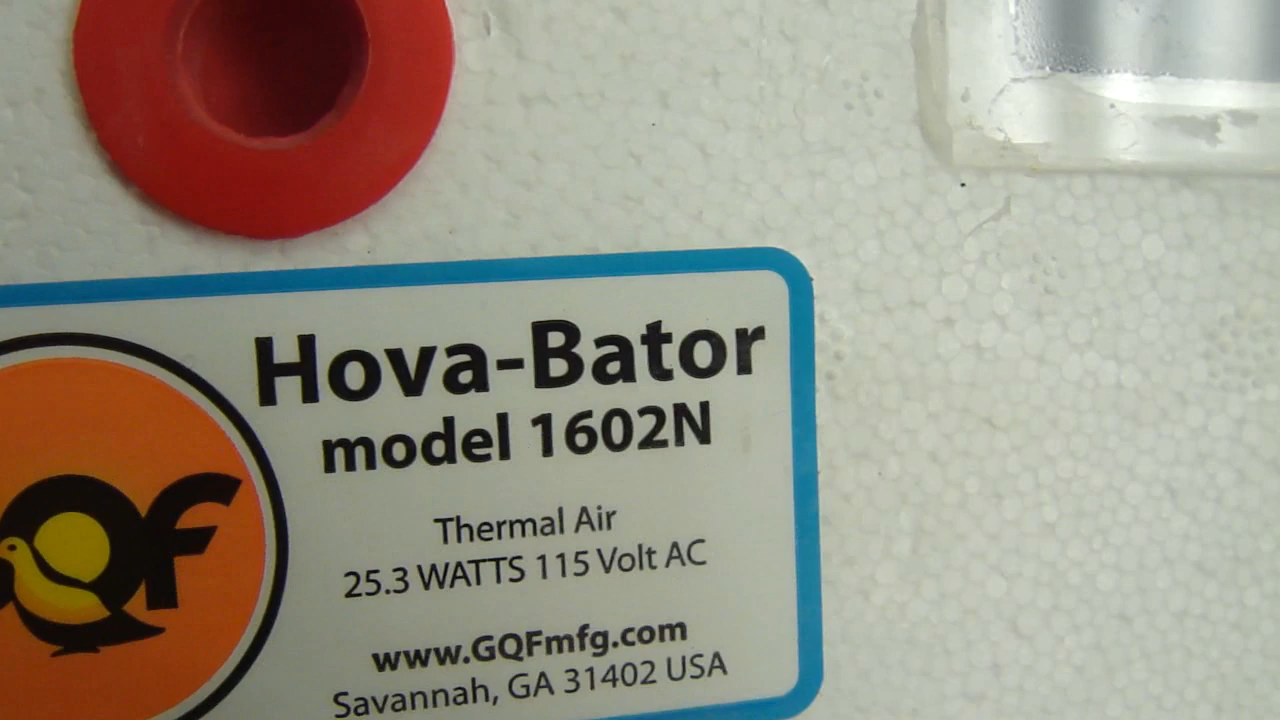 Hova-Bator
model 1602N
QF
Thermal Air
25.3 WATTS 115 Volt AC
www.GQFmfg.com
Savannah, GA 31402 USA